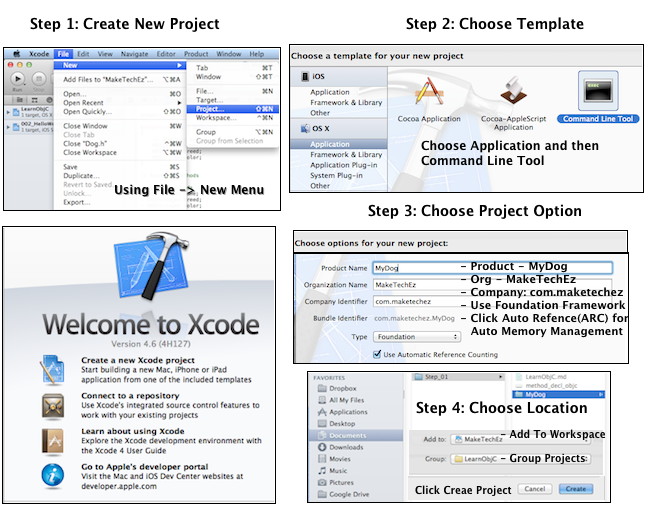 Step 1: Create New Project
Xcode File Edit View Navigate Editor Product Window Help
New
Tab ⌘T
Window ⇧⌘T
File... ⌘N
Target...
Project... ⇧⌘N
Workspace... ^⌘N
Group ⌥⌘N
Group from Selection
Add Files to "MakeTechEz"... ⌥⌘A
Open... ⌘O
Open Recent
Open Quickly... ⇧⌘O
Close Window ⌘W
Close Tab
Close "Dog.h" ^⌘W
Close Workspace ⌥⌘W
Save ⌘S
Duplicate... ⇧⌘S
Revert to Saved
Unlock...
Export...
Run
LearnObjC
1 target, OS X
002_HelloWo
1 target, OS X
Using File -> New Menu
Step 2: Choose Template
Choose a template for your new project
iOS
Application
Framework & Library
Other
OS X
Application
Framework & Library
Application Plug-in
System Plug-in
Other
Cocoa Application
Cocoa-AppleScript
Application
Command Line Tool
Choose Application and then
Command Line Tool
Welcome to Xcode
Version 4.6 (4H127)
Create a new Xcode project
Start building a new Mac, iPhone or iPad
application from one of the included templates
Connect to a repository
Use Xcode's integrated source control features to
work with your existing projects
Learn about using Xcode
Explore the Xcode development environment with
the Xcode 4 User Guide
Go to Apple's developer portal
Visit the Mac and iOS Dev Center websites at
developer.apple.com
Step 3: Choose Project Option
Choose options for your new project:
Product Name MyDog
Organization Name MakeTechEz
Company Identifier com.maketechez
Bundle Identifier com.maketechez.MyDog
Type Foundation
Use Automatic Reference Counting
- Product - MyDog
- Org - MakeTechEz
- Company: com.maketechez
- Use Foundation Framework
- Click Auto Refence(ARC) for
Auto Memory Management
FAVORITES
Dropbox
All My Files
Applications
Desktop
Documents
Downloads
Movies
Music
Pictures
Google Drive
Step_01
LearnObjC.md
method_decl_objc
MyDog
Step 4: Choose Location
Add to: MakeTechEz
- Add To Workspace
Group: LearnObjC
- Group Projects
Click Creae Project
Cancel
Create